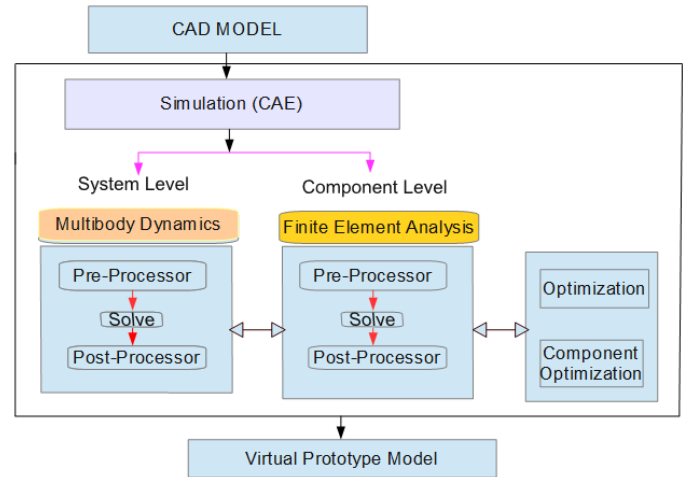 CAD MODEL
Simulation (CAE)
System Level
Component Level
Multibody Dynamics
Finite Element Analysis
Pre-Processor
Solve
Post-Processor
Pre-Processor
Solve
Post-Processor
Optimization
Component
Optimization
Virtual Prototype Model